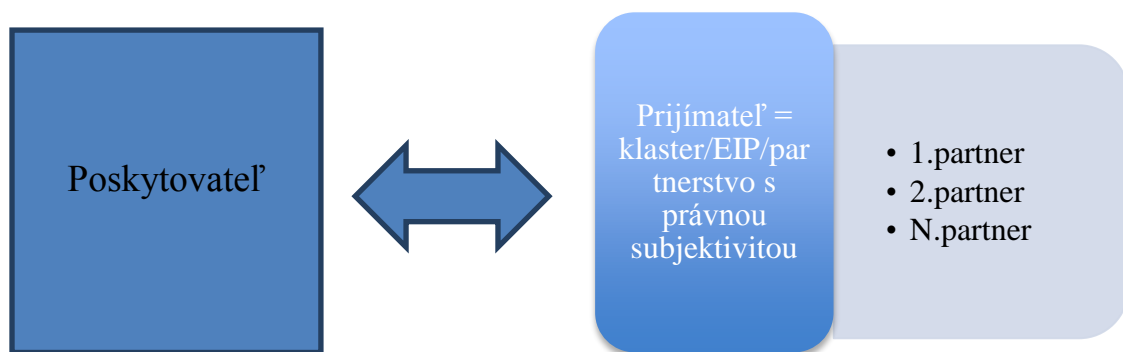 Poskytovateľ
Prijímateľ =
klaster/EIP/par
tnerstvo s
právnou
subjektivitou
• 1.partner
• 2.partner
• N.partner